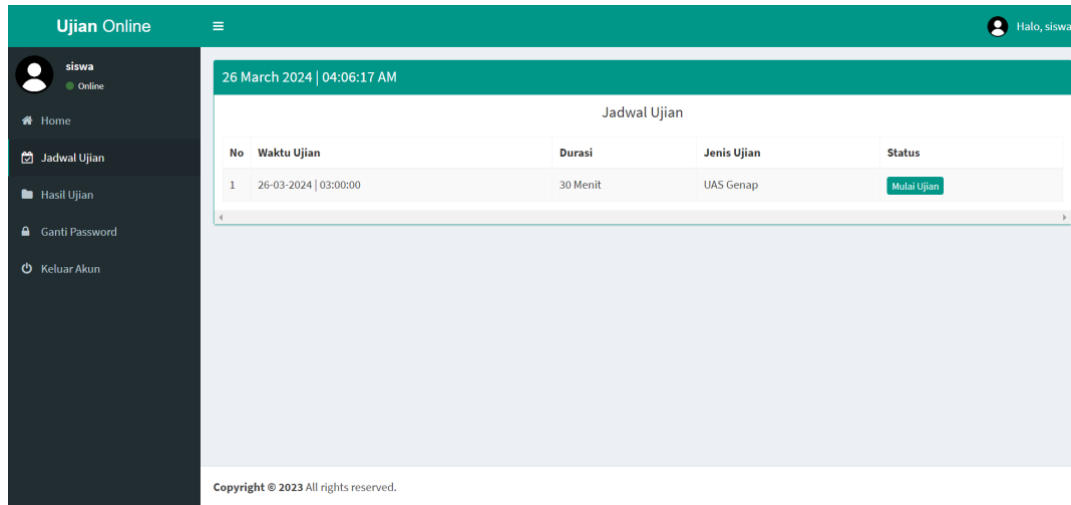 Ujian Online
Halo, siswa
siswa
Online
Home
Jadwal Ujian
Hasil Ujian
Ganti Password
Keluar Akun
26 March 2024 | 04:06:17 AM
Jadwal Ujian
No Waktu Ujian Durasi Jenis Ujian Status
1 26-03-2024 | 03:00:00 30 Menit UAS Genap Mulai Ujian
Copyright © 2023 All rights reserved.